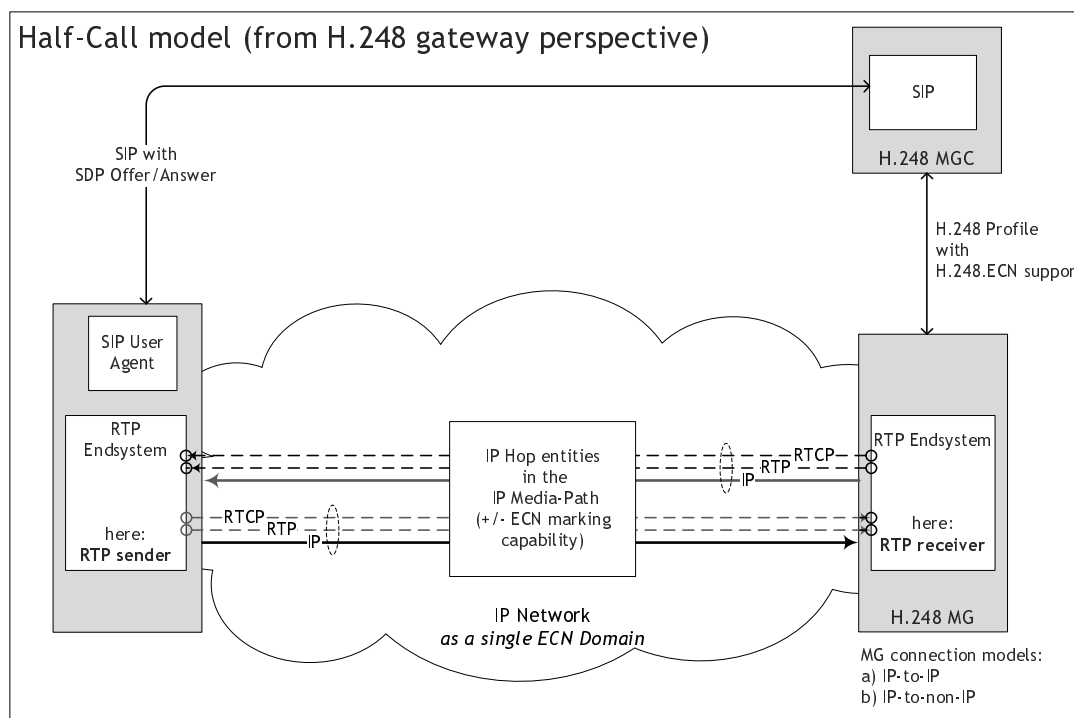 Half-Call model (from H.248 gateway perspective)
SIP
H.248 MGC
SIP with
SDP Offer/Answer
H.248 Profile
with
H.248.ECN suppor
SIP User
Agent
RTP
Endsystem
here:
RTP sender
IP Hop entities
in the
IP Media-Path
(+/- ECN marking
capability)
RTCP
RTP
IP
RTCP
RTP
IP
RTP Endsystem
here:
RTP receiver
H.248 MG
IP Network
as a single ECN Domain
MG connection models:
a) IP-to-IP
b) IP-to-non-IP